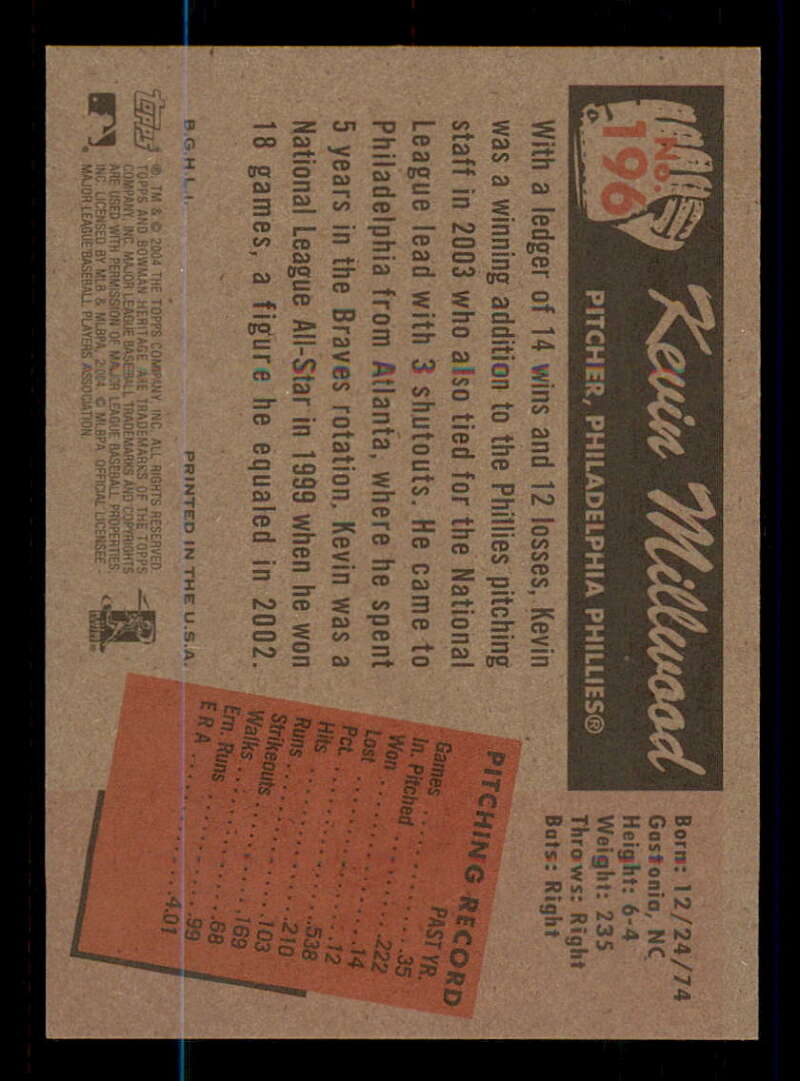 No. 196
Kevin Millwood
PITCHER, PHILADELPHIA PHILLIES®
Born: 12/24/74
Gastonia, NC
Height: 6-4
Weight: 235
Throws: Right
Bats: Right
With a ledger of 14 wins and 12 losses, Kevin
was a winning addition to the Phillies pitching
staff in 2003 who also tied for the National
League lead with 3 shutouts. He came to
Philadelphia from Atlanta, where he spent
5 years in the Braves rotation. Kevin was a
National League All-Star in 1999 when he won
18 games, a figure he equaled in 2002.
PITCHING RECORD
PAST YR.
Games ..........35
In. Pitched ..........222
Won ..........14
Lost ..........12
Pct. ...........538
Hits ..........210
Runs ..........103
Strikeouts ..........169
Walks ..........68
Ern. Runs ..........99
E R A ..........4.01
B.G.H.L.I.
PRINTED IN THE U.S.A.
Topps
® TM & © 2004 THE TOPPS COMPANY, INC. ALL RIGHTS RESERVED.
TOPPS AND BOWMAN HERITAGE ARE TRADEMARKS OF THE TOPPS
COMPANY, INC. MAJOR LEAGUE BASEBALL TRADEMARKS AND COPYRIGHTS
ARE USED WITH PERMISSION OF MAJOR LEAGUE BASEBALL PROPERTIES,
INC. LICENSED BY MLB & MLBPA, 2004. © MLBPA OFFICIAL LICENSEE -
MAJOR LEAGUE BASEBALL PLAYERS ASSOCIATION.